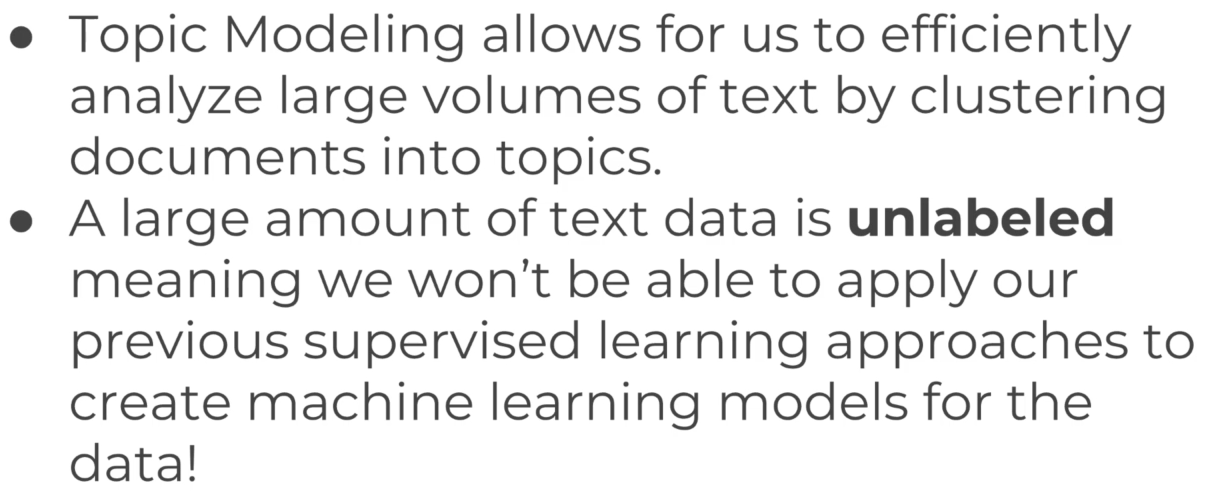 ● Topic Modeling allows for us to efficiently
analyze large volumes of text by clustering
documents into topics.
● A large amount of text data is unlabeled
meaning we won’t be able to apply our
previous supervised learning approaches to
create machine learning models for the
data!